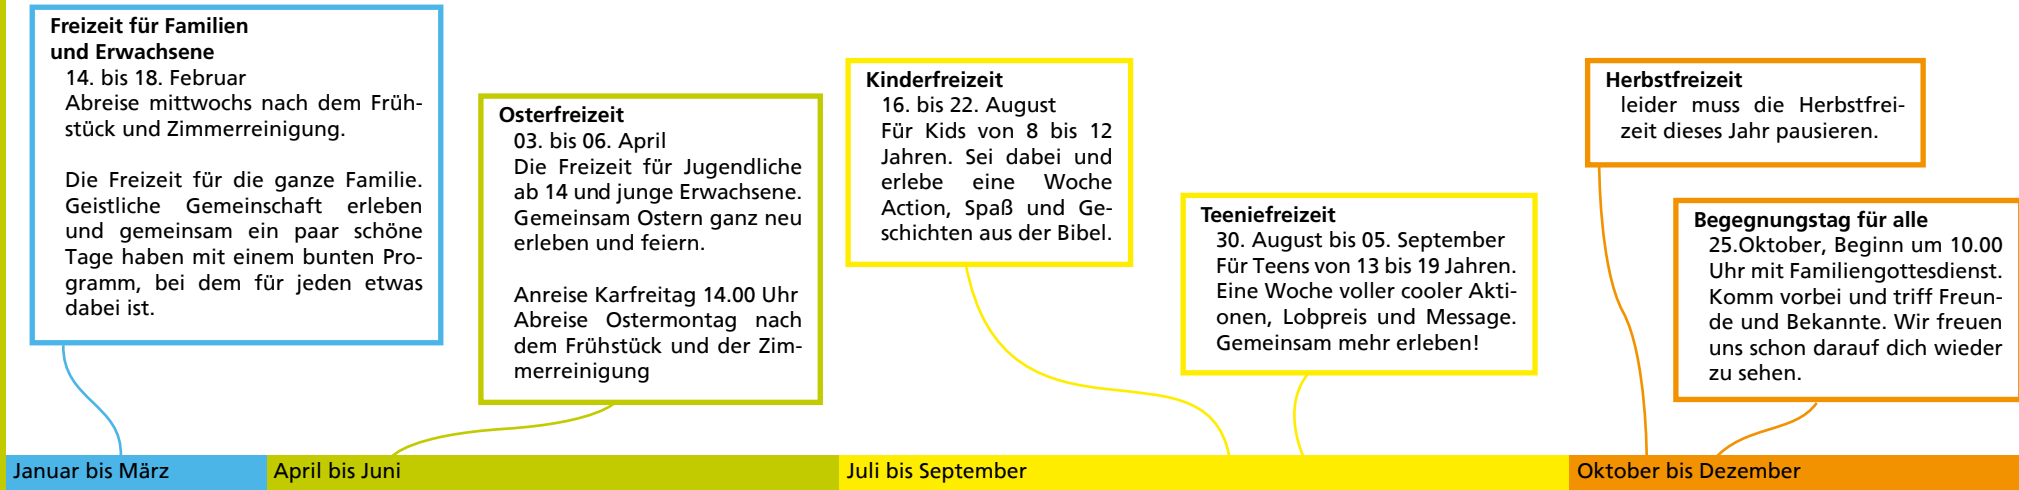 Freizeit für Familien
und Erwachsene
14. bis 18. Februar
Abreise mittwochs nach dem Früh-
stück und Zimmerreinigung.
Die Freizeit für die ganze Familie.
Geistliche Gemeinschaft erleben
und gemeinsam ein paar schöne
Tage haben mit einem bunten Pro-
gramm, bei dem für jeden etwas
dabei ist.
Osterfreizeit
03. bis 06. April
Die Freizeit für Jugendliche
ab 14 und junge Erwachsene.
Gemeinsam Ostern ganz neu
erleben und feiern.
Anreise Karfreitag 14.00 Uhr
Abreise Ostermontag nach
dem Frühstück und der Zim-
merreinigung
Kinderfreizeit
16. bis 22. August
Für Kids von 8 bis 12
Jahren. Sei dabei und
erlebe eine Woche
Action, Spaß und Ge-
schichten aus der Bibel.
Teeniefreizeit
30. August bis 05. September
Für Teens von 13 bis 19 Jahren.
Eine Woche voller cooler Akti-
onen, Lobpreis und Message.
Gemeinsam mehr erleben!
Herbstfreizeit
leider muss die Herbstfrei-
zeit dieses Jahr pausieren.
Begegnungstag für alle
25.Oktober, Beginn um 10.00
Uhr mit Familiengottesdienst.
Komm vorbei und triff Freun-
de und Bekannte. Wir freuen
uns schon darauf dich wieder
zu sehen.
Januar bis März
April bis Juni
Juli bis September
Oktober bis Dezember